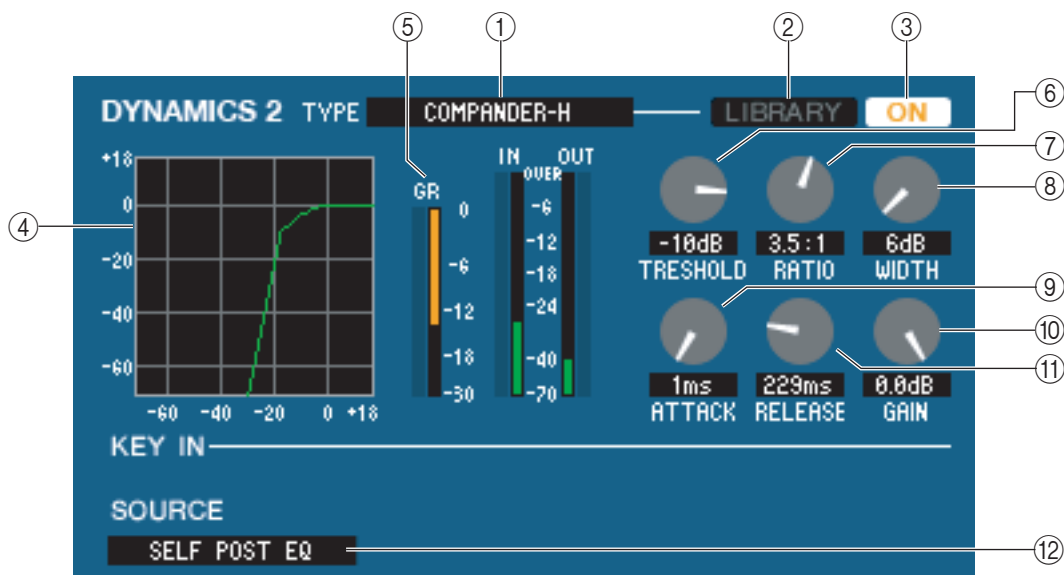 ⑤ ① ② ③
DYNAMICS 2 TYPE COMPANDER-H LIBRARY ON
⑥
⑦
⑧
④
+18
0
-20
-40
-60
-60 -40 -20 0 +18
GR
0
-6
-12
-18
-30
IN OUT
OVER
-6
-12
-18
-24
-40
-70
-10dB 3.5:1 6dB
TRESHOLD RATIO WIDTH
⑨
⑩
⑪
1ms 229ms 0.0dB
ATTACK RELEASE GAIN
KEY IN
SOURCE
SELF POST EQ
⑫